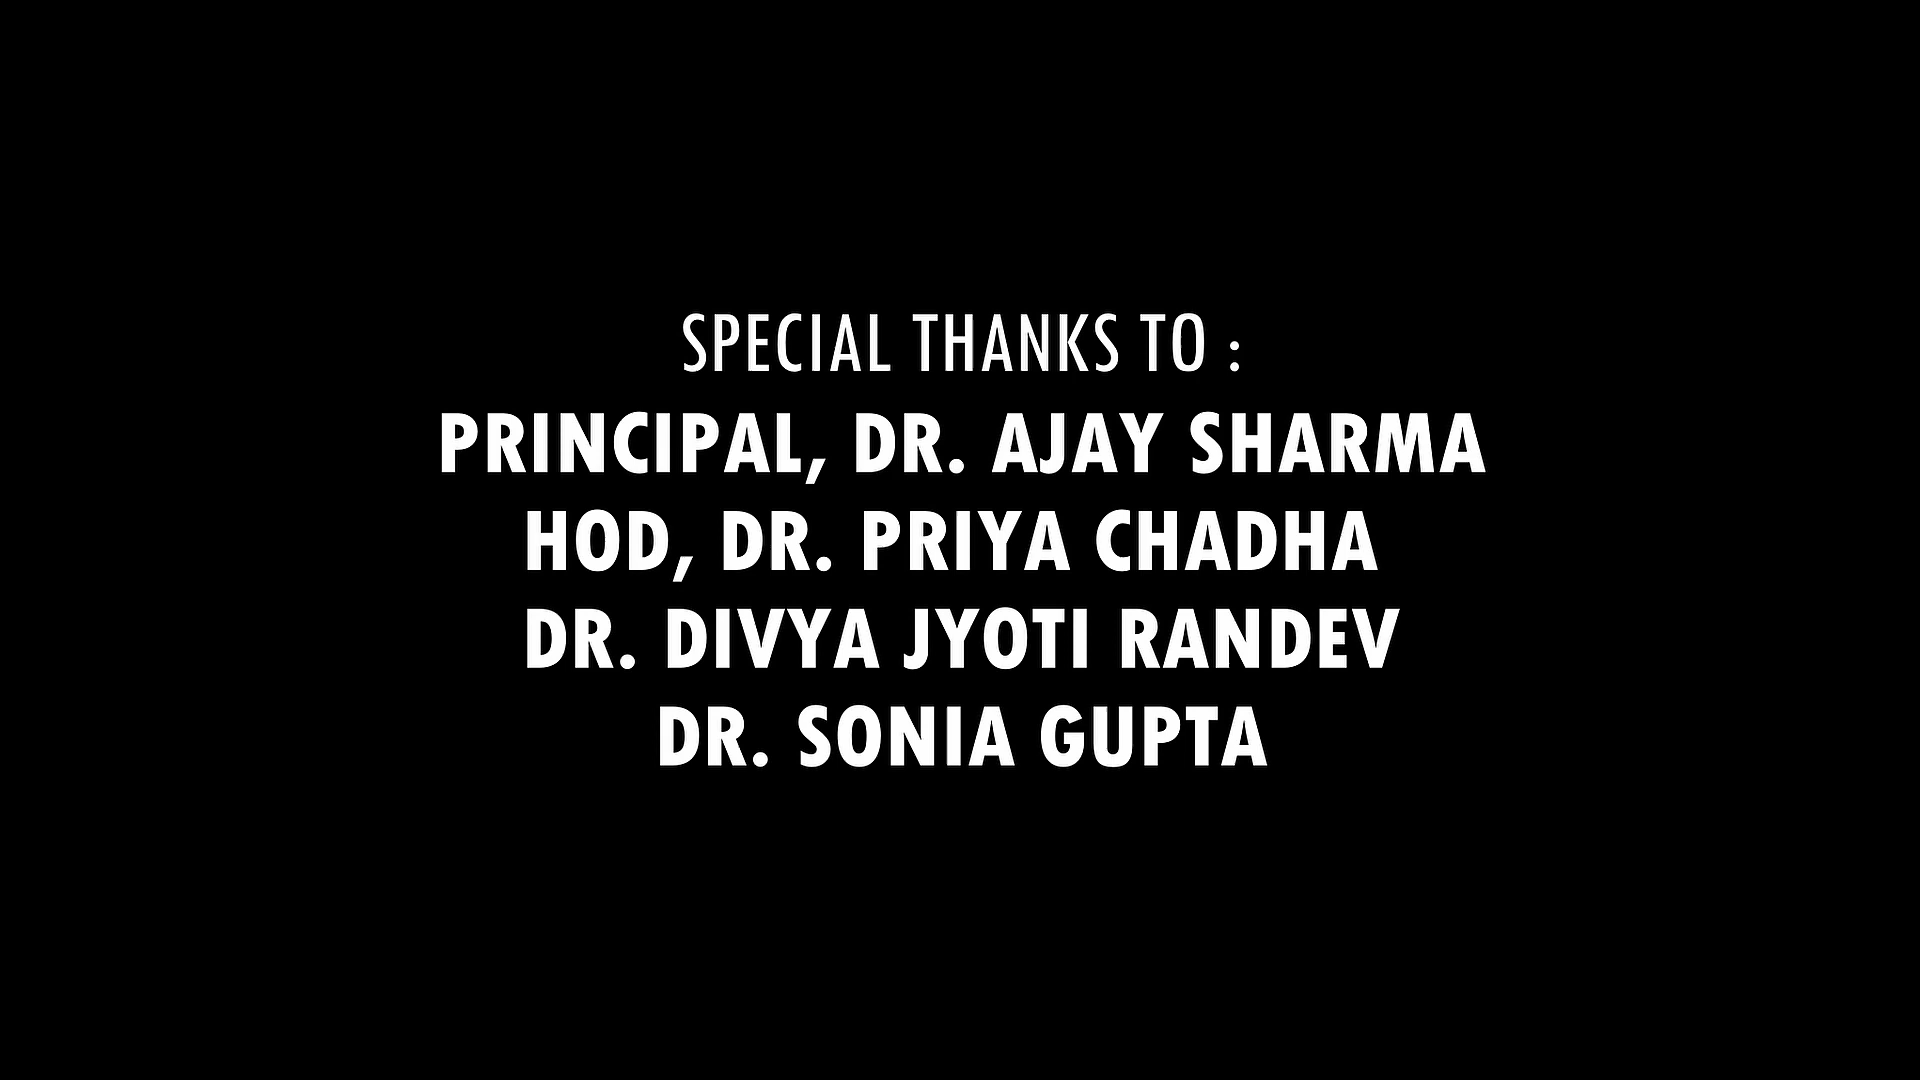 SPECIAL THANKS TO :
PRINCIPAL, DR. AJAY SHARMA
HOD, DR. PRIYA CHADHA
DR. DIVYA JYOTI RANDEV
DR. SONIA GUPTA